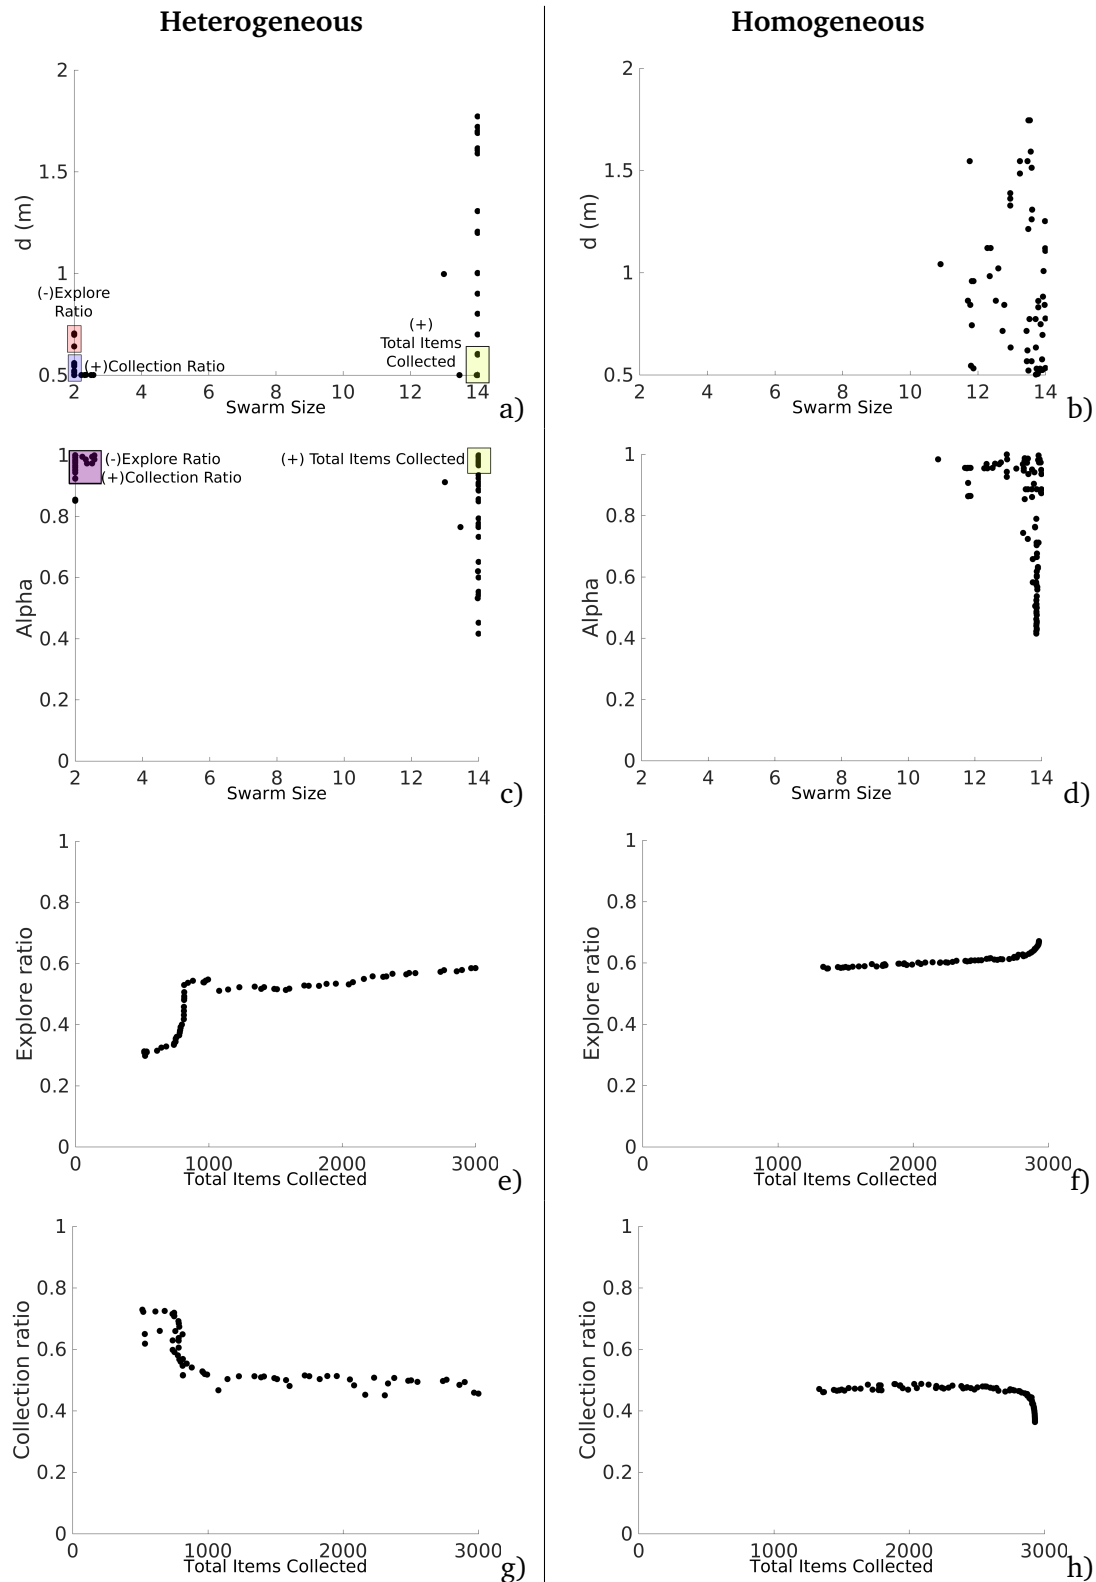 Heterogeneous
Homogeneous
2
1.5
1
0.5
d (m)
(-)Explore
Ratio
(+)Collection Ratio
(+)
Total Items
Collected
2 4 6 8 10 12 14
Swarm Size
a)
2
1.5
1
0.5
d (m)
2 4 6 8 10 12 14
Swarm Size
b)
1
0.8
0.6
0.4
0.2
0
Alpha
(-)Explore Ratio
(+)Collection Ratio
(+) Total Items Collected
2 4 6 8 10 12 14
Swarm Size
c)
1
0.8
0.6
0.4
0.2
0
Alpha
2 4 6 8 10 12 14
Swarm Size
d)
1
0.8
0.6
0.4
0.2
0
Explore ratio
0 1000 2000 3000
Total Items Collected
e)
1
0.8
0.6
0.4
0.2
0
Explore ratio
0 1000 2000 3000
Total Items Collected
f)
1
0.8
0.6
0.4
0.2
0
Collection ratio
0 1000 2000 3000
Total Items Collected
g)
1
0.8
0.6
0.4
0.2
0
Collection ratio
0 1000 2000 3000
Total Items Collected
h)